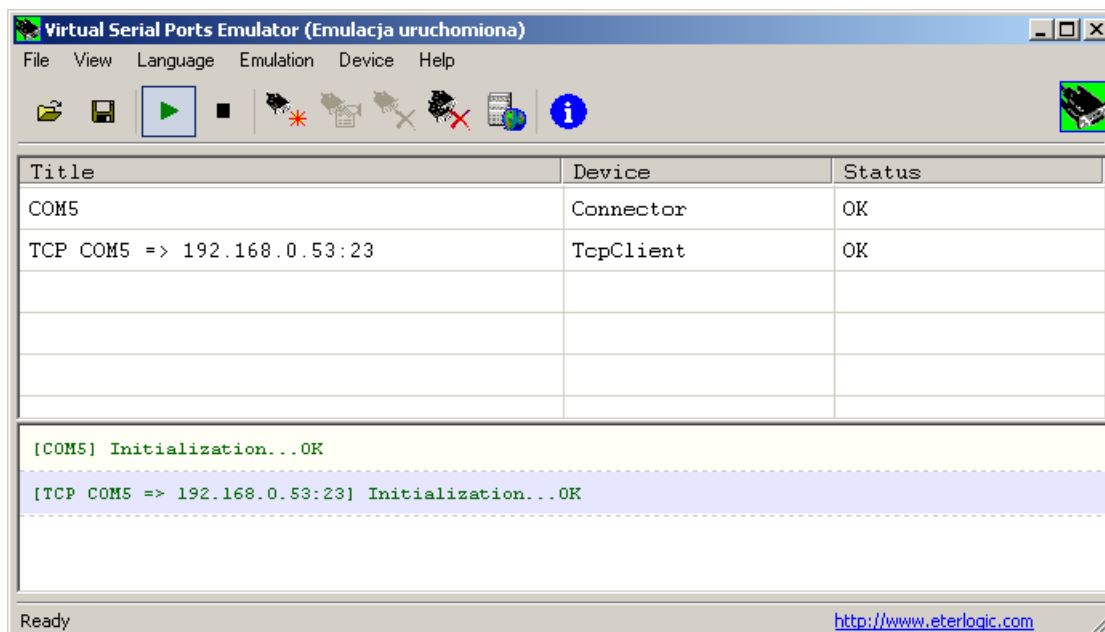 Virtual Serial Ports Emulator (Emulacja uruchomiona)
File View Language Emulation Device Help
Title Device Status
COM5 Connector OK
TCP COM5 => 192.168.0.53:23 TcpClient OK
[COM5] Initialization...OK
[TCP COM5 => 192.168.0.53:23] Initialization...OK
Ready http://www.eterlogic.com